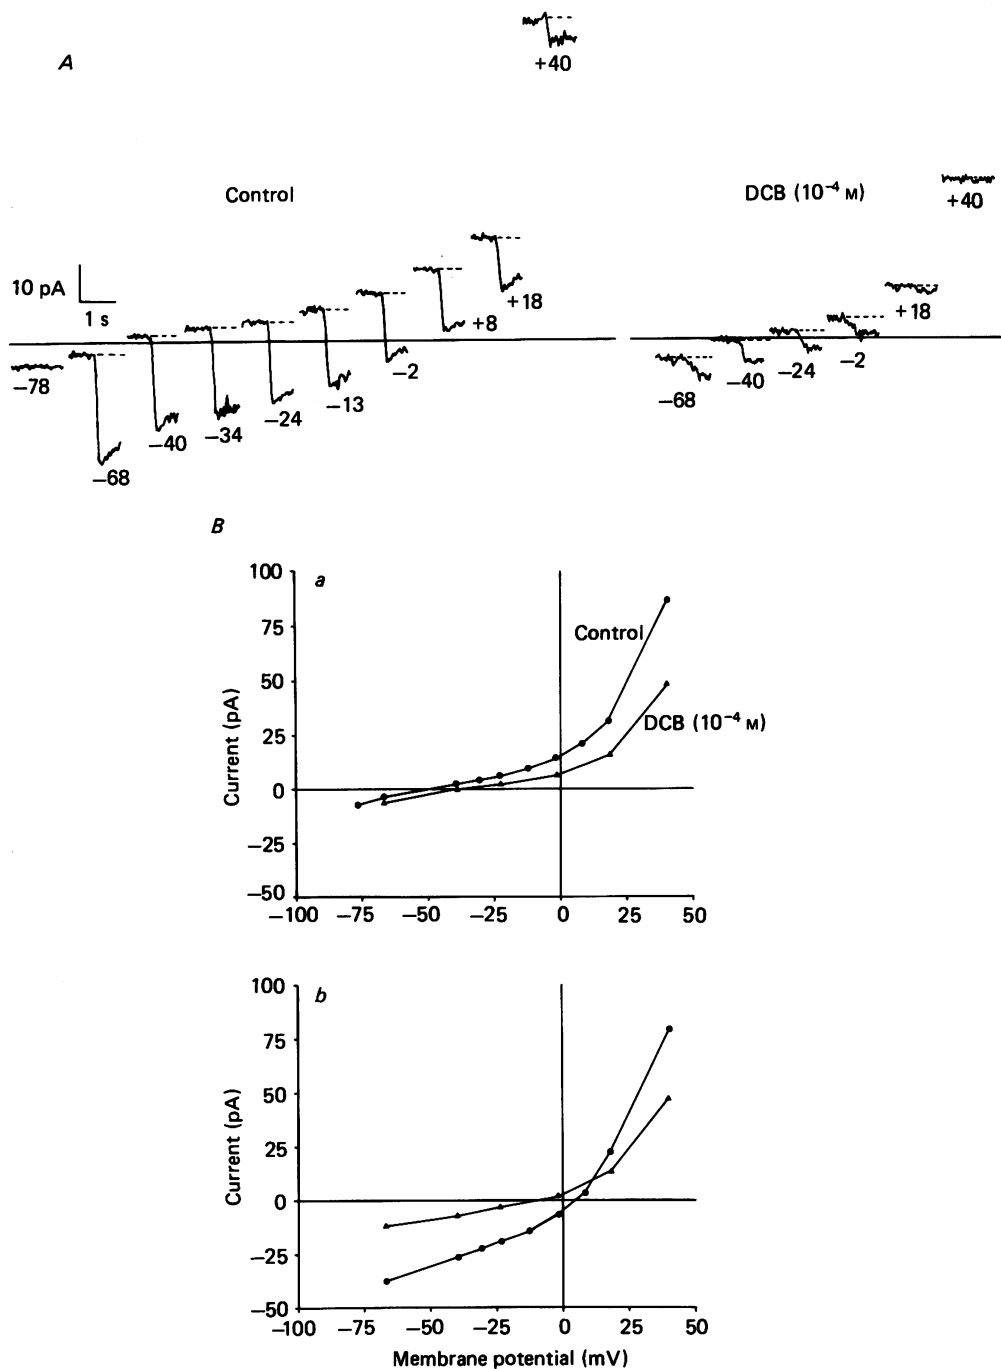 A
+40
Control
DCB (10⁻⁴ M)
+40
10 pA
1 s
+18
+8
-2
-13
-24
-34
-40
-68
-78
+18
-2
-24
-40
-68
B
a
100
75
50
25
0
-25
-50
Current (pA)
Control
DCB (10⁻⁴ M)
-100 -75 -50 -25 0 25 50
b
100
75
50
25
0
-25
-50
Current (pA)
-100 -75 -50 -25 0 25 50
Membrane potential (mV)